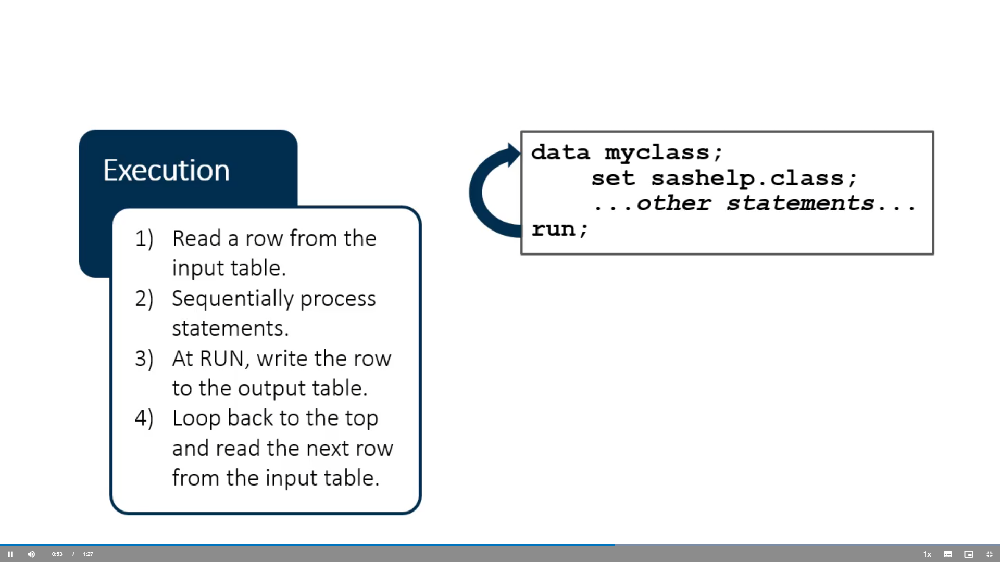 Execution
1) Read a row from the
input table.
2) Sequentially process
statements.
3) At RUN, write the row
to the output table.
4) Loop back to the top
and read the next row
from the input table.
data myclass;
set sashelp.class;
...other statements...
run;
0:53 / 1:27
1x